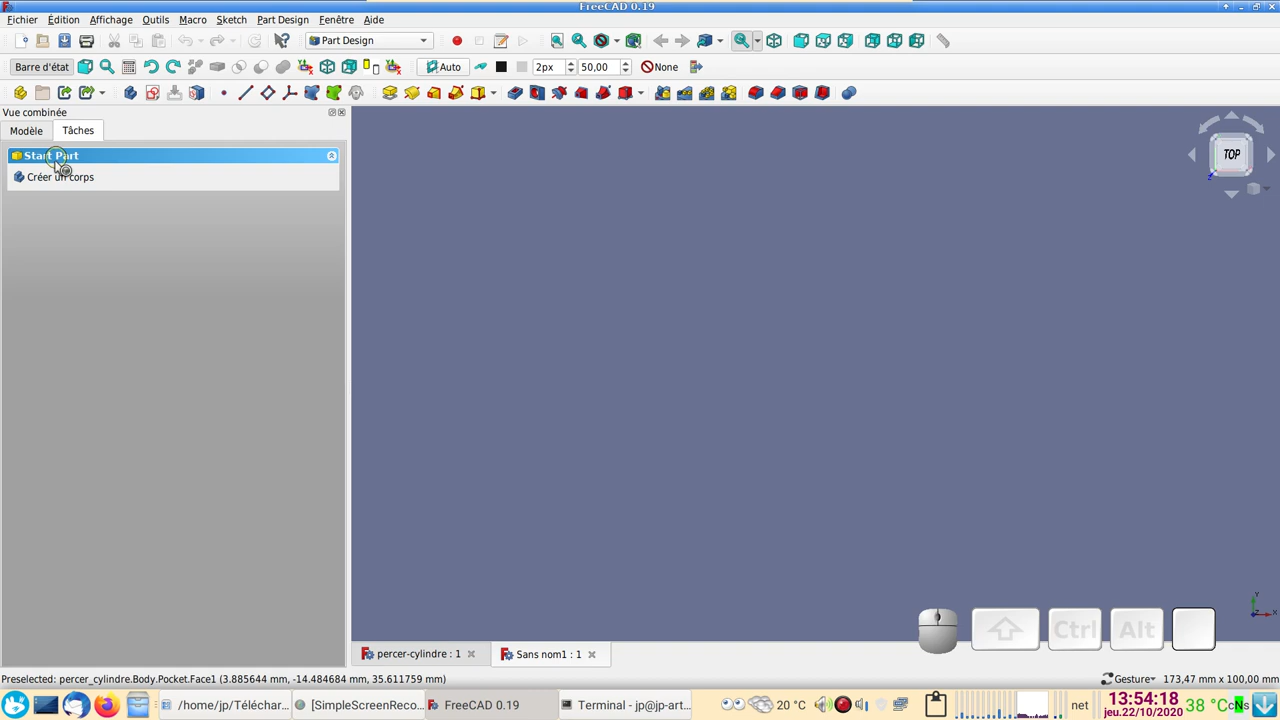 FreeCAD 0.19
Fichier Édition Affichage Outils Macro Sketch Part Design Fenêtre Aide
Part Design
Barre d'état Auto 2px 50,00 None
Vue combinée
Modèle Tâches
Start Part
Créer un corps
TOP
Y
X
Z
Ctrl Alt
percer-cylindre : 1 Sans nom1 : 1
Preselected: percer_cylindre.Body.Pocket.Face1 (3.885644 mm, -14.484684 mm, 35.611759 mm) Gesture 173,47 mm x 100,00 mm
/home/jp/Téléchar... [SimpleScreenReco... FreeCAD 0.19 Terminal - jp@jp-art... 20 °C net 13:54:18 38 °C cNs
jeu.22/10/2020